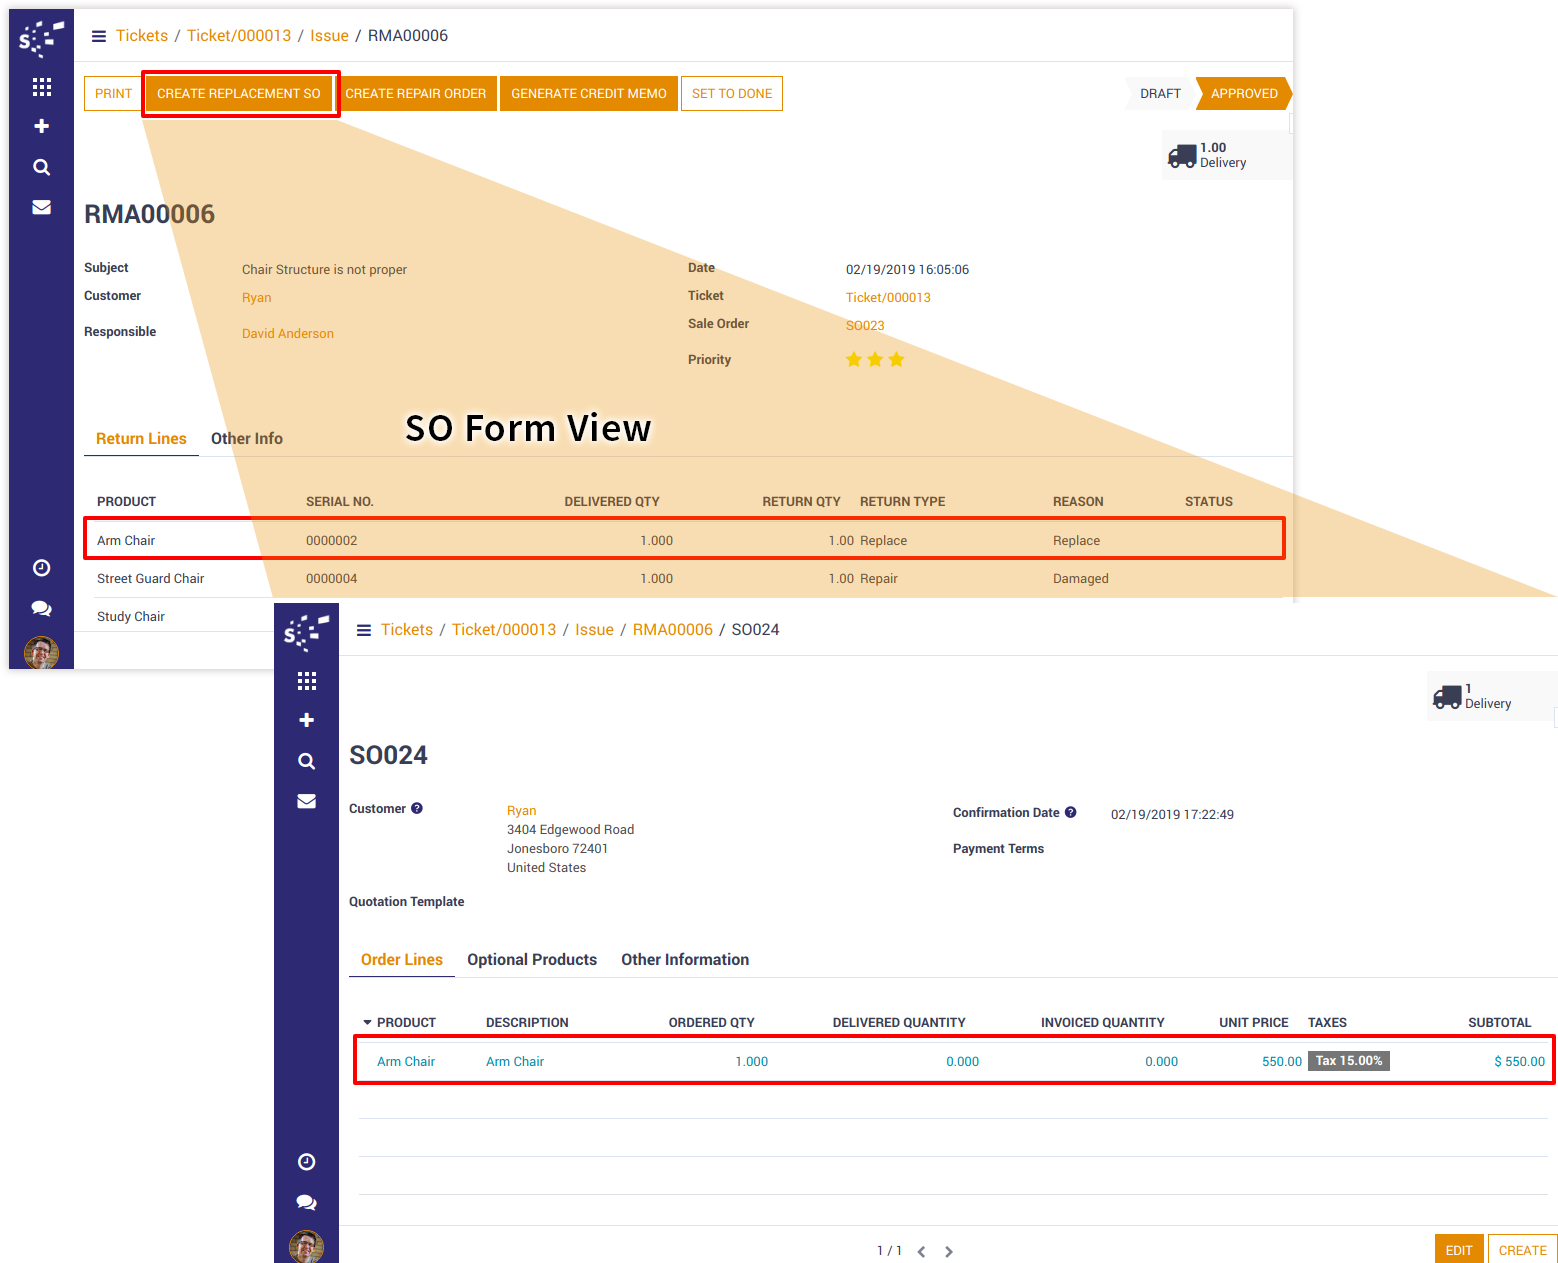 S
Tickets / Ticket/000013 / Issue / RMA00006
PRINT CREATE REPLACEMENT SO CREATE REPAIR ORDER GENERATE CREDIT MEMO SET TO DONE DRAFT APPROVED
1.00
Delivery
RMA00006
Subject Chair Structure is not proper Date 02/19/2019 16:05:06
Customer Ryan Ticket Ticket/000013
Sale Order SO023
Responsible David Anderson
Priority
SO Form View
Return Lines Other Info
PRODUCT SERIAL NO. DELIVERED QTY RETURN QTY RETURN TYPE REASON STATUS
Arm Chair 0000002 1.000 1.00 Replace Replace
Street Guard Chair 0000004 1.000 1.00 Repair Damaged
Study Chair
S
Tickets / Ticket/000013 / Issue / RMA00006 / SO024
1
Delivery
SO024
Customer Ryan Confirmation Date 02/19/2019 17:22:49
3404 Edgewood Road
Jonesboro 72401 Payment Terms
United States
Quotation Template
Order Lines Optional Products Other Information
PRODUCT DESCRIPTION ORDERED QTY DELIVERED QUANTITY INVOICED QUANTITY UNIT PRICE TAXES SUBTOTAL
Arm Chair Arm Chair 1.000 0.000 0.000 550.00 Tax 15.00% $ 550.00
1 / 1
EDIT CREATE